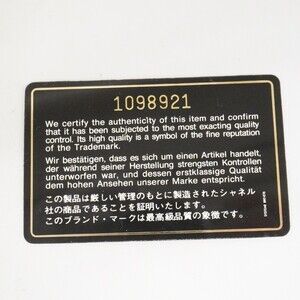 1098921
We certify the authenticity of this item and confirm
that it has been subjected to the most exacting quality
control. Its high quality is a symbol of the fine reputation
of the Trademark.
Wir bestätigen, dass es sich um einen Artikel handelt,
der während seiner Herstellung strengsten Kontrollen
unterworfen war, und dessen erstklassige Qualität
dem hohen Ansehen unserer Marke entspricht.
この製品は厳しい管理のもとに製造されたシャネル
社の商品であることを証明いたします。
このブランド・マークは最高級品質の象徴です。